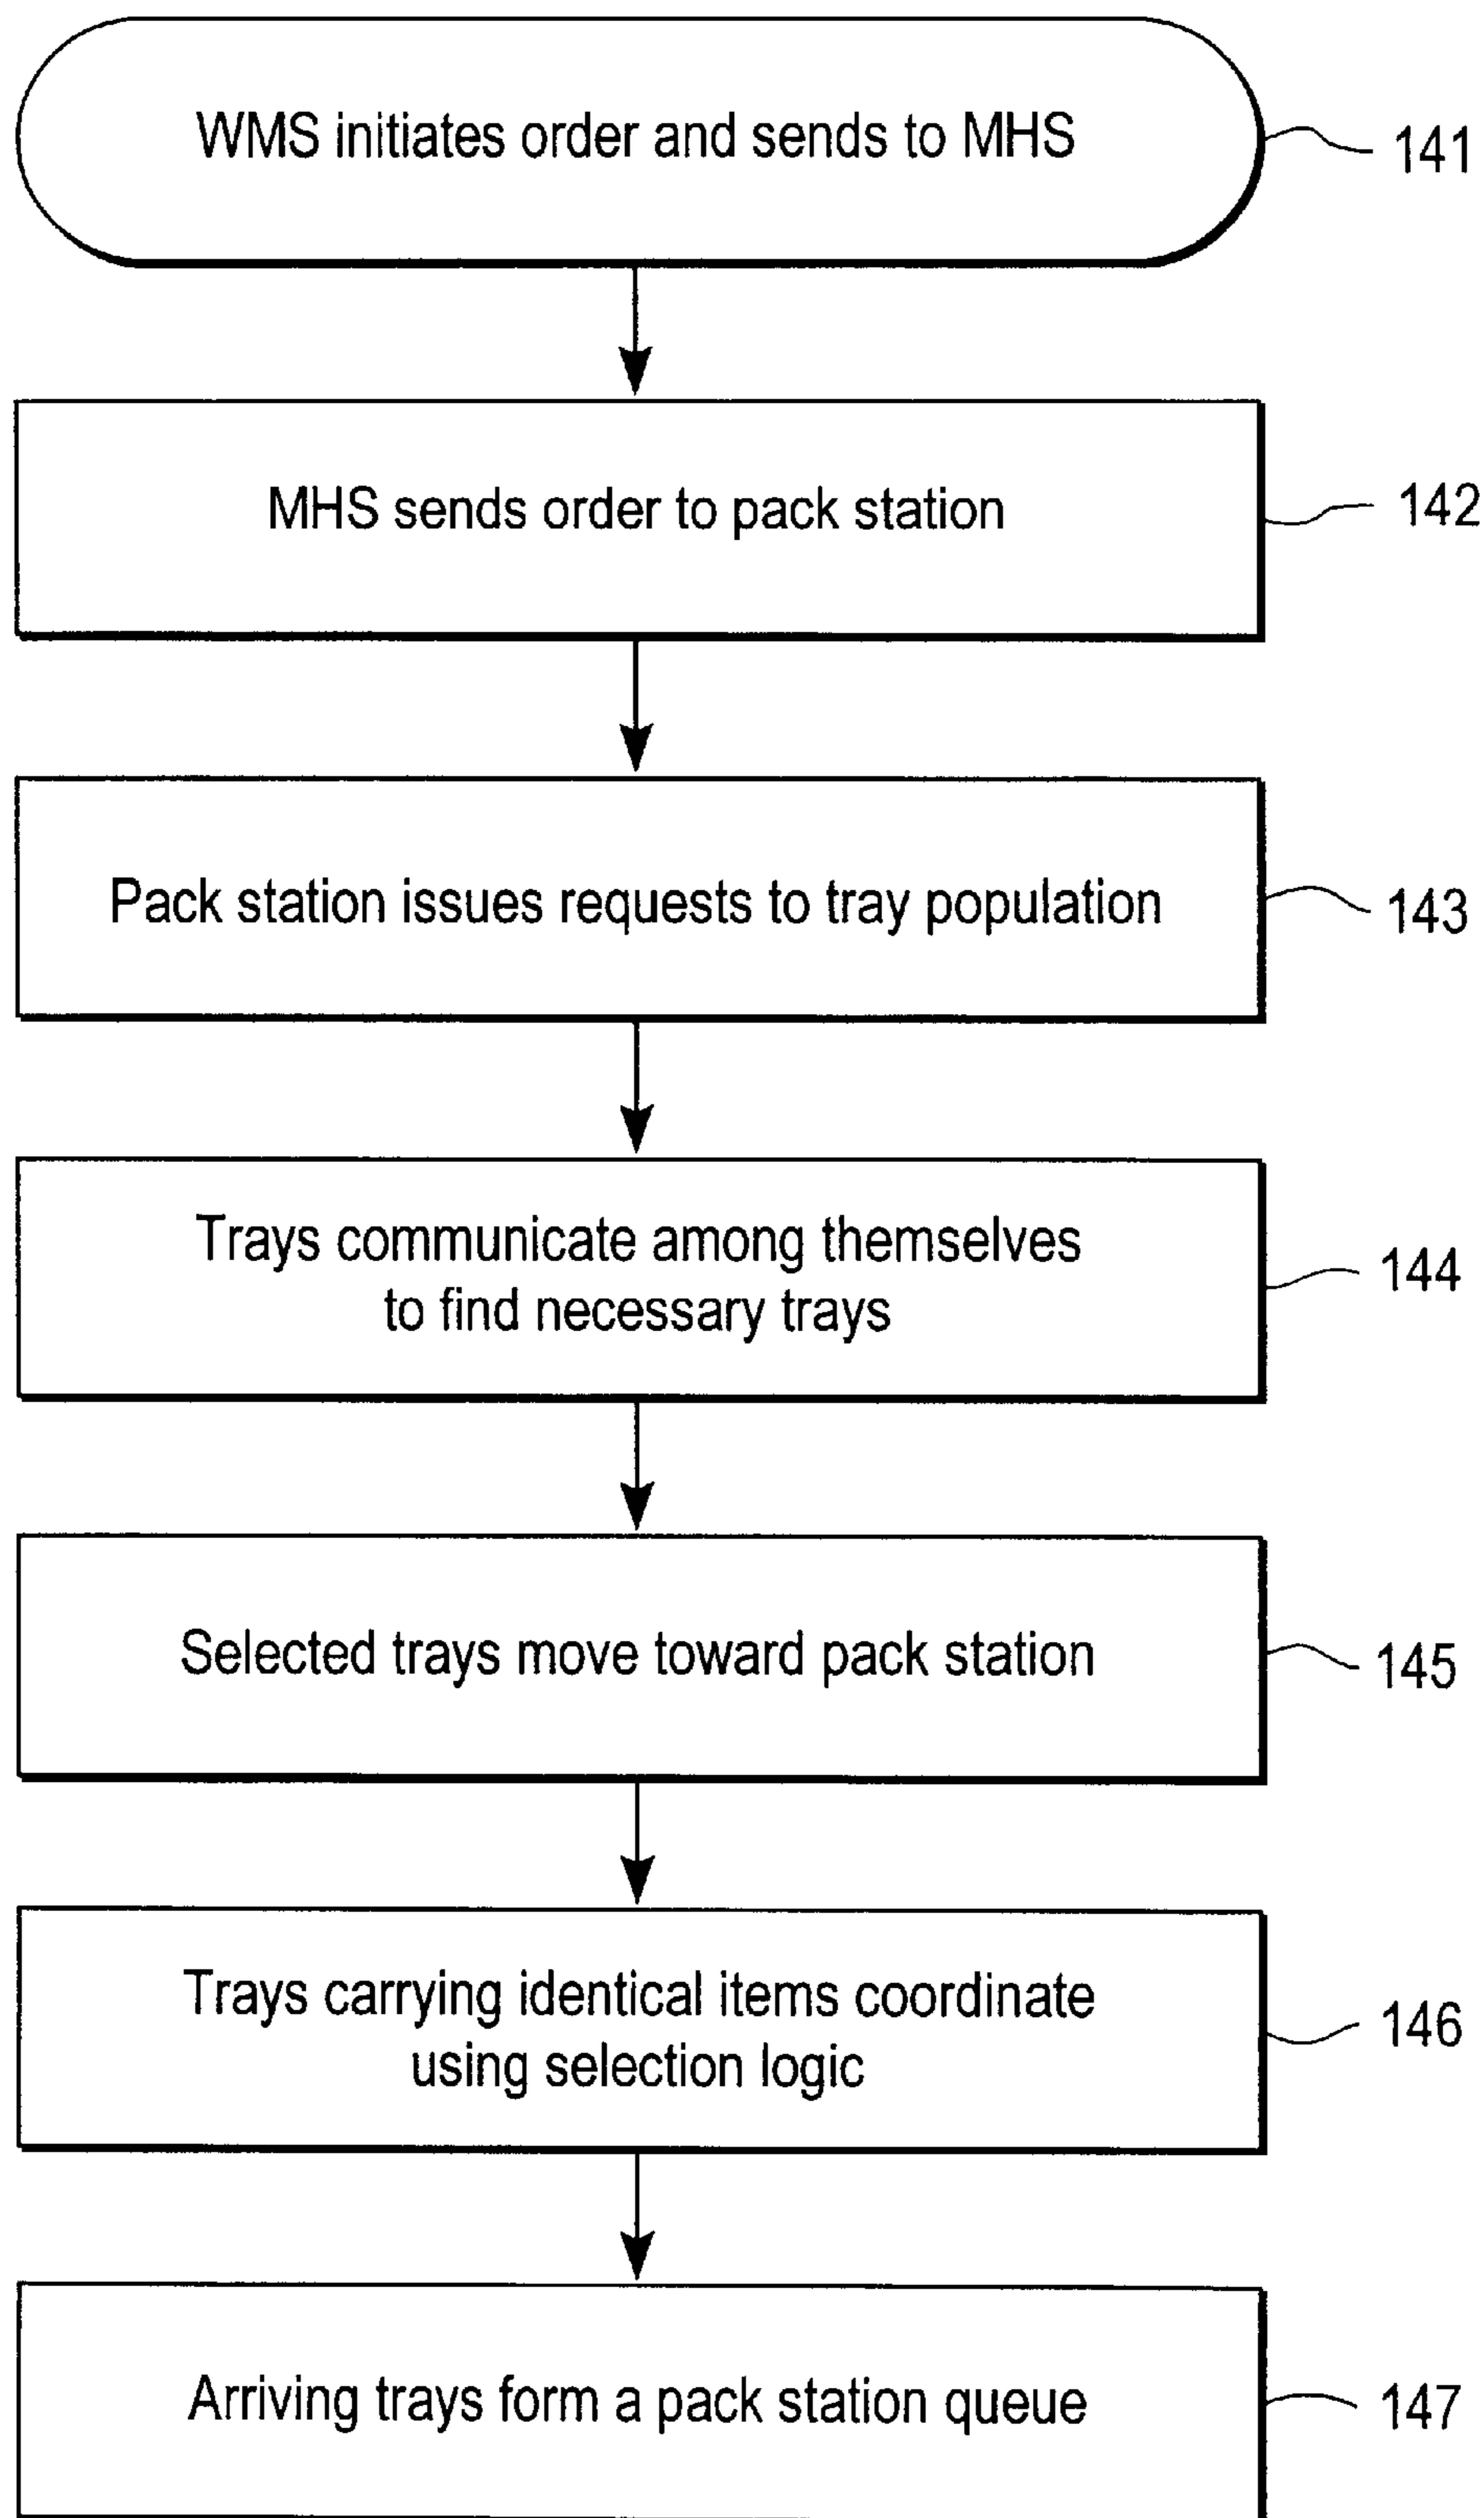 WMS initiates order and sends to MHS
141
MHS sends order to pack station
142
Pack station issues requests to tray population
143
Trays communicate among themselves
to find necessary trays
144
Selected trays move toward pack station
145
Trays carrying identical items coordinate
using selection logic
146
Arriving trays form a pack station queue
147